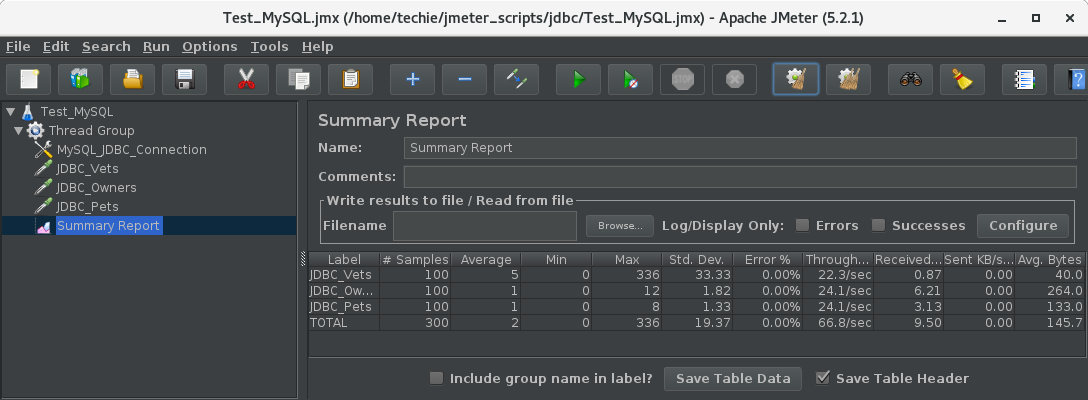 Test_MySQL.jmx (/home/techie/jmeter_scripts/jdbc/Test_MySQL.jmx) - Apache JMeter (5.2.1)
File Edit Search Run Options Tools Help
STOP
?
Test_MySQL
Thread Group
MySQL_JDBC_Connection
JDBC_Vets
JDBC_Owners
JDBC_Pets
Summary Report
Summary Report
Name: Summary Report
Comments:
Write results to file / Read from file
Filename Browse... Log/Display Only: Errors Successes Configure
Label # Samples Average Min Max Std. Dev. Error % Through... Received... Sent KB/s... Avg. Bytes
JDBC_Vets 100 5 0 336 33.33 0.00% 22.3/sec 0.87 0.00 40.0
JDBC_Ow... 100 1 0 12 1.82 0.00% 24.1/sec 6.21 0.00 264.0
JDBC_Pets 100 1 0 8 1.33 0.00% 24.1/sec 3.13 0.00 133.0
TOTAL 300 2 0 336 19.37 0.00% 66.8/sec 9.50 0.00 145.7
Include group name in label? Save Table Data Save Table Header